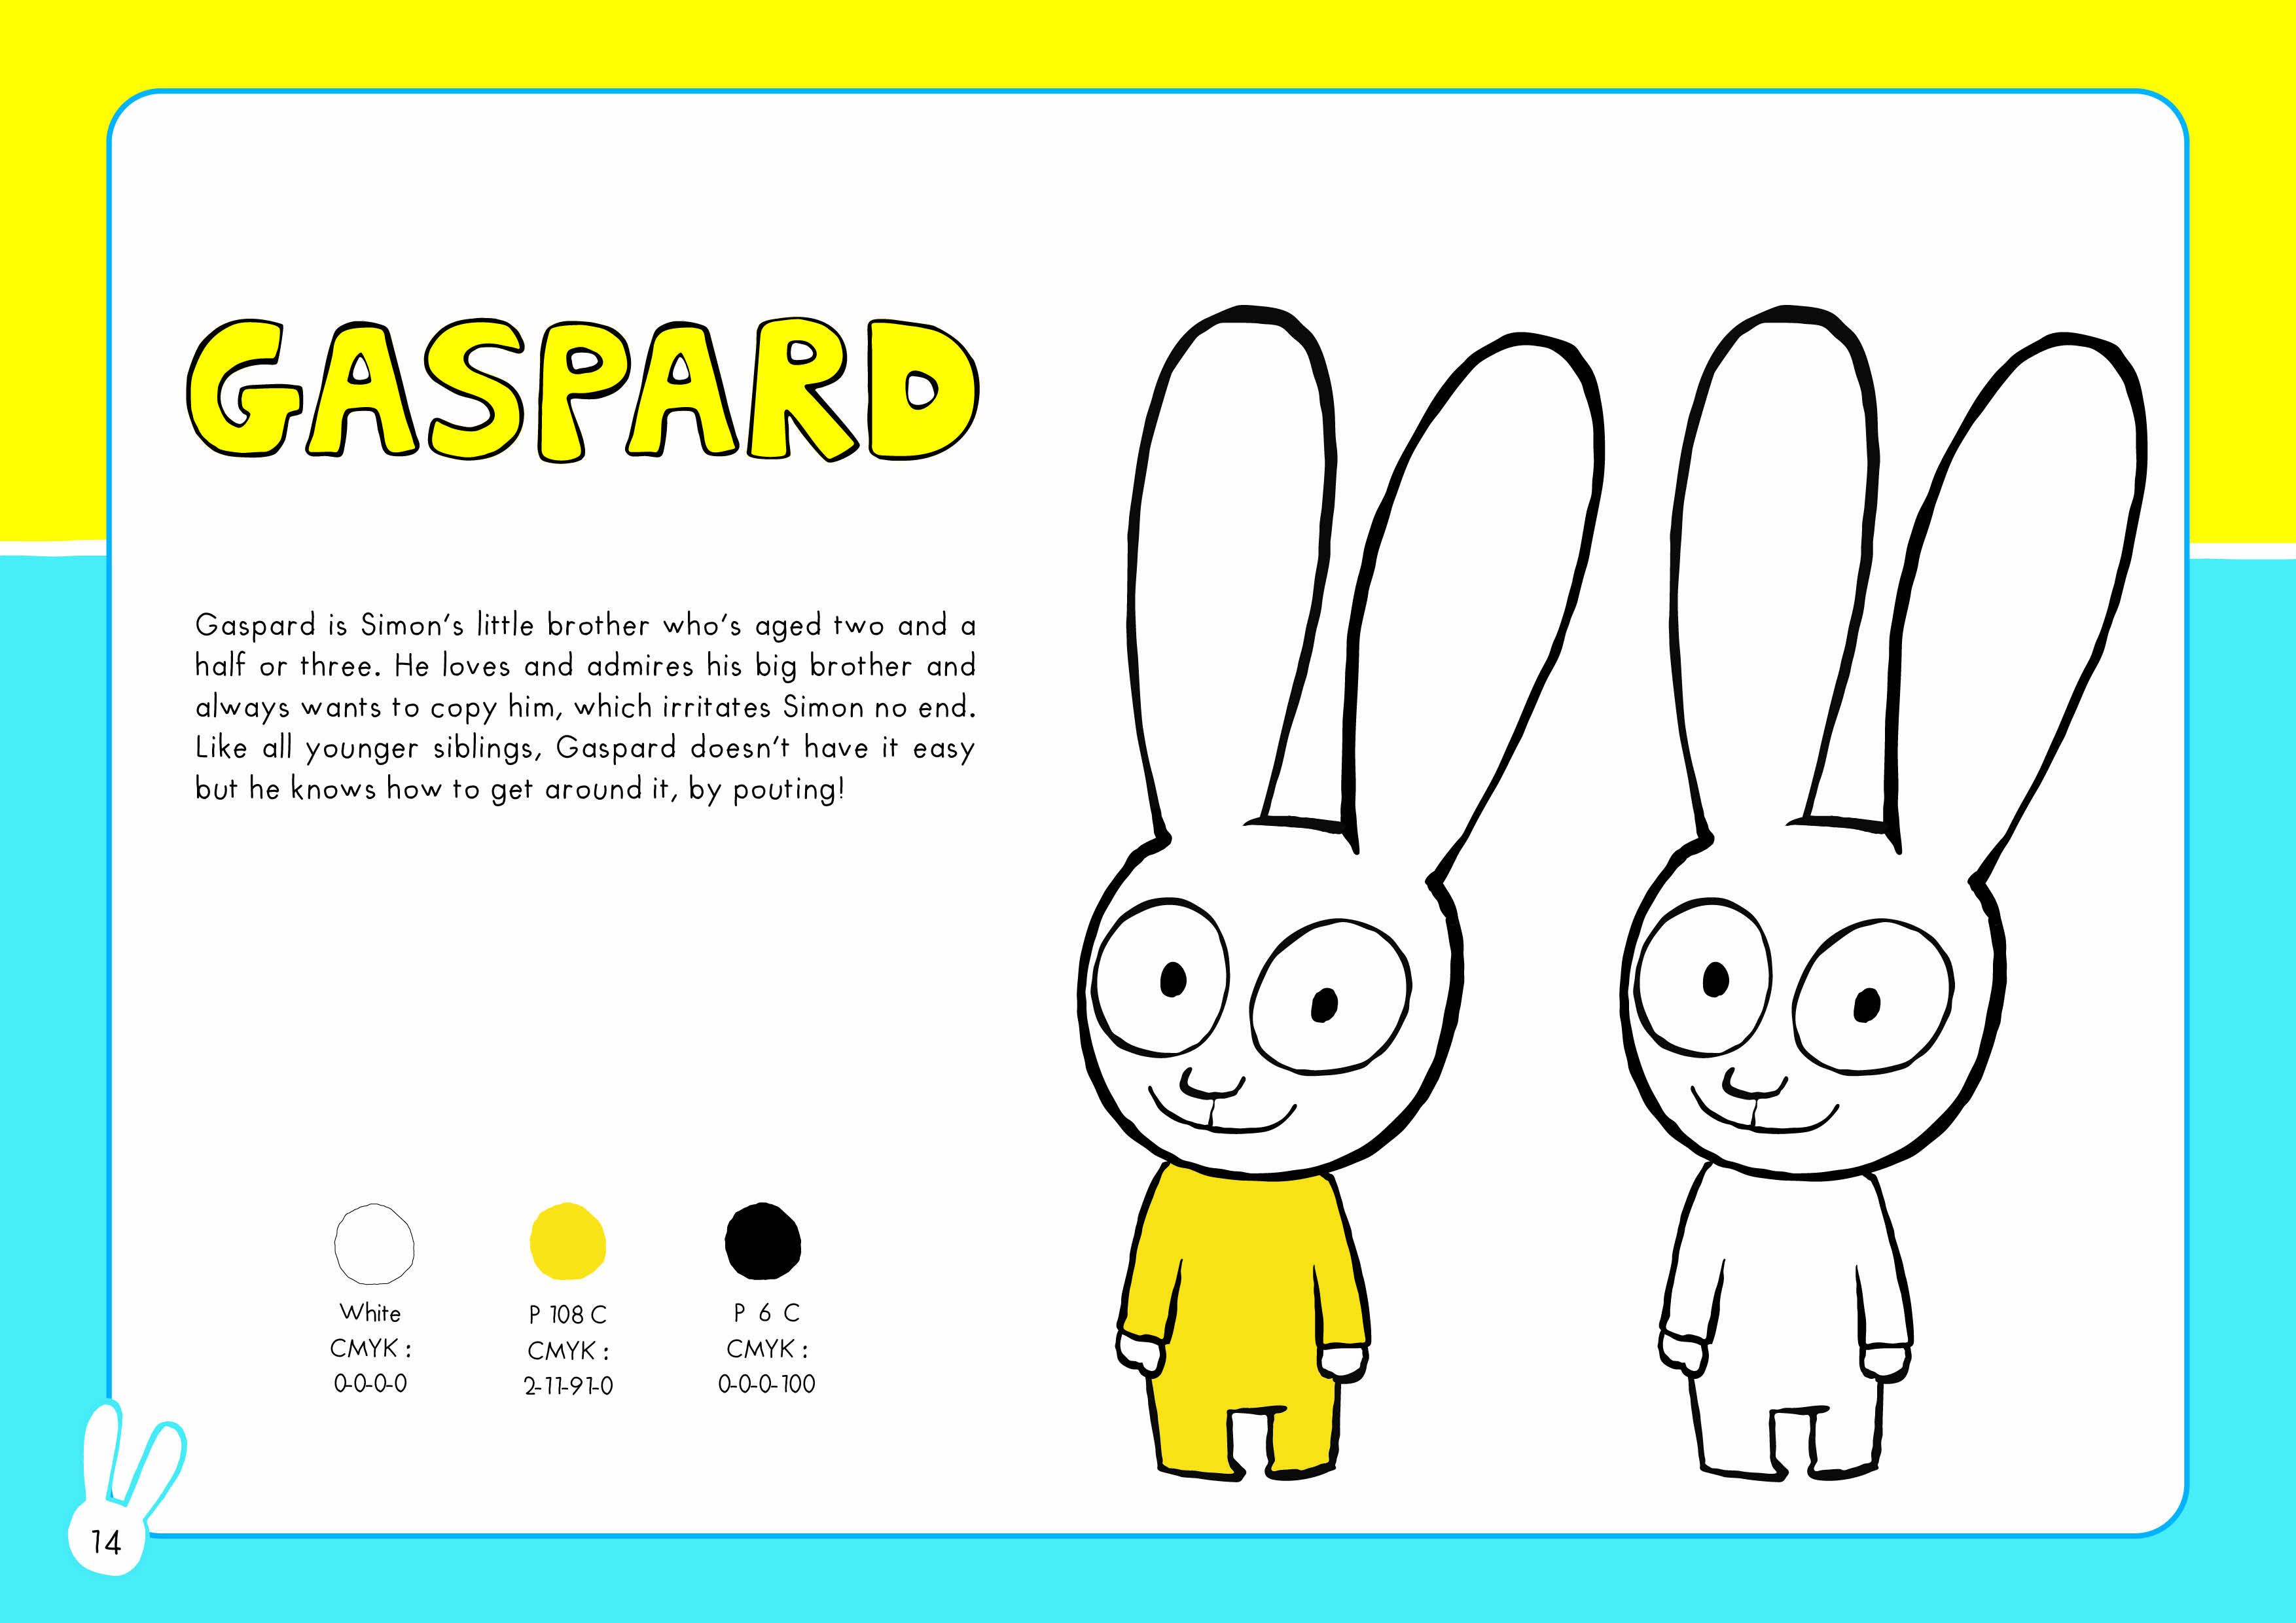 GASPARD
Gaspard is Simon's little brother who's aged two and a
half or three. He loves and admires his big brother and
always wants to copy him, which irritates Simon no end.
Like all younger siblings, Gaspard doesn't have it easy
but he knows how to get around it, by pouting!
White
CMYK :
0-0-0-0
P 108 C
CMYK :
2-11-91-0
P 6 C
CMYK :
0-0-0-100
14